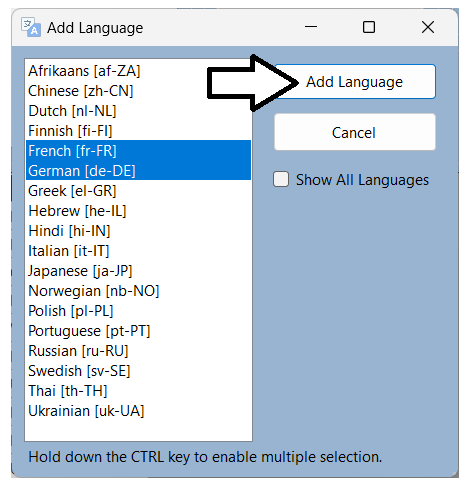 Add Language
Afrikaans [af-ZA]
Chinese [zh-CN]
Dutch [nl-NL]
Finnish [fi-FI]
French [fr-FR]
German [de-DE]
Greek [el-GR]
Hebrew [he-IL]
Hindi [hi-IN]
Italian [it-IT]
Japanese [ja-JP]
Norwegian [nb-NO]
Polish [pl-PL]
Portuguese [pt-PT]
Russian [ru-RU]
Swedish [sv-SE]
Thai [th-TH]
Ukrainian [uk-UA]
Add Language
Cancel
Show All Languages
Hold down the CTRL key to enable multiple selection.